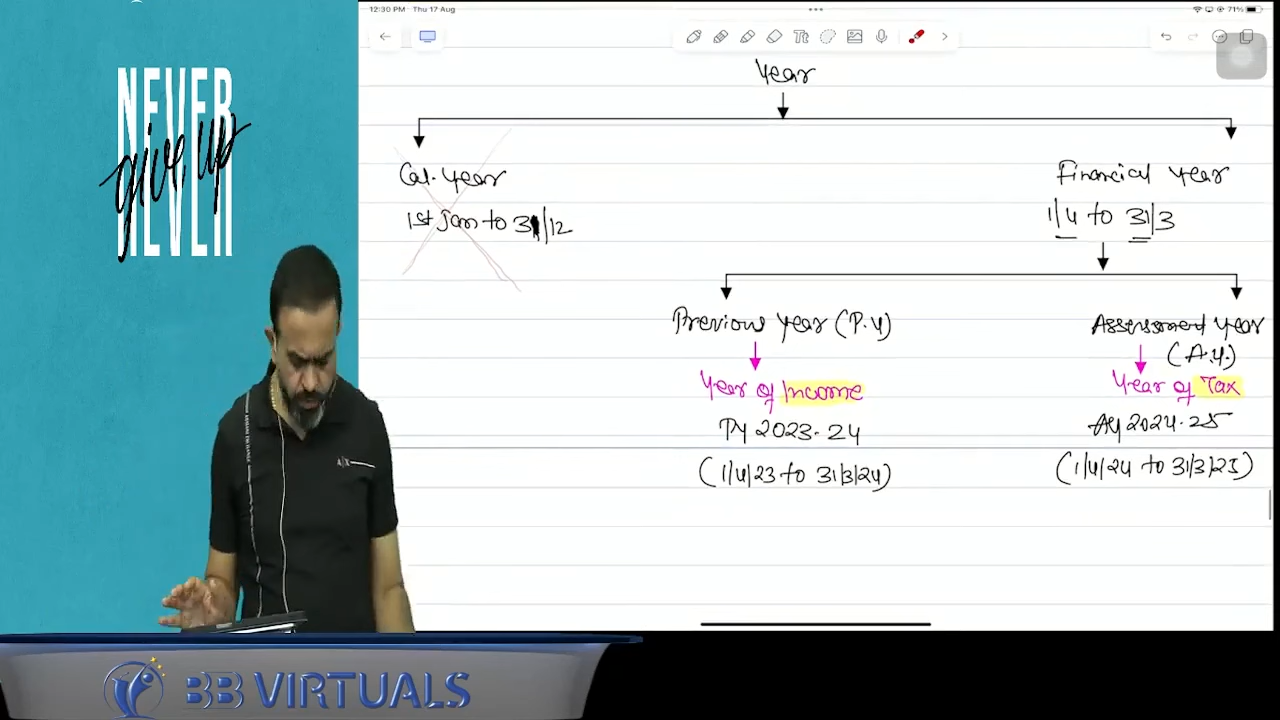 12:30 PM Thu 17 Aug
71%
NEVER
give up
NEVER
Year
Cal. Year
1st Jan to 31/12
Financial Year
1/4 to 31/3
Previous Year (P.Y)
Assessment Year
(A.Y.)
Year of Income
Year of Tax
PY 2023-24
AY 2024-25
(1/4/23 to 31/3/24)
(1/4/24 to 31/3/25)
A|X
BB VIRTUALS